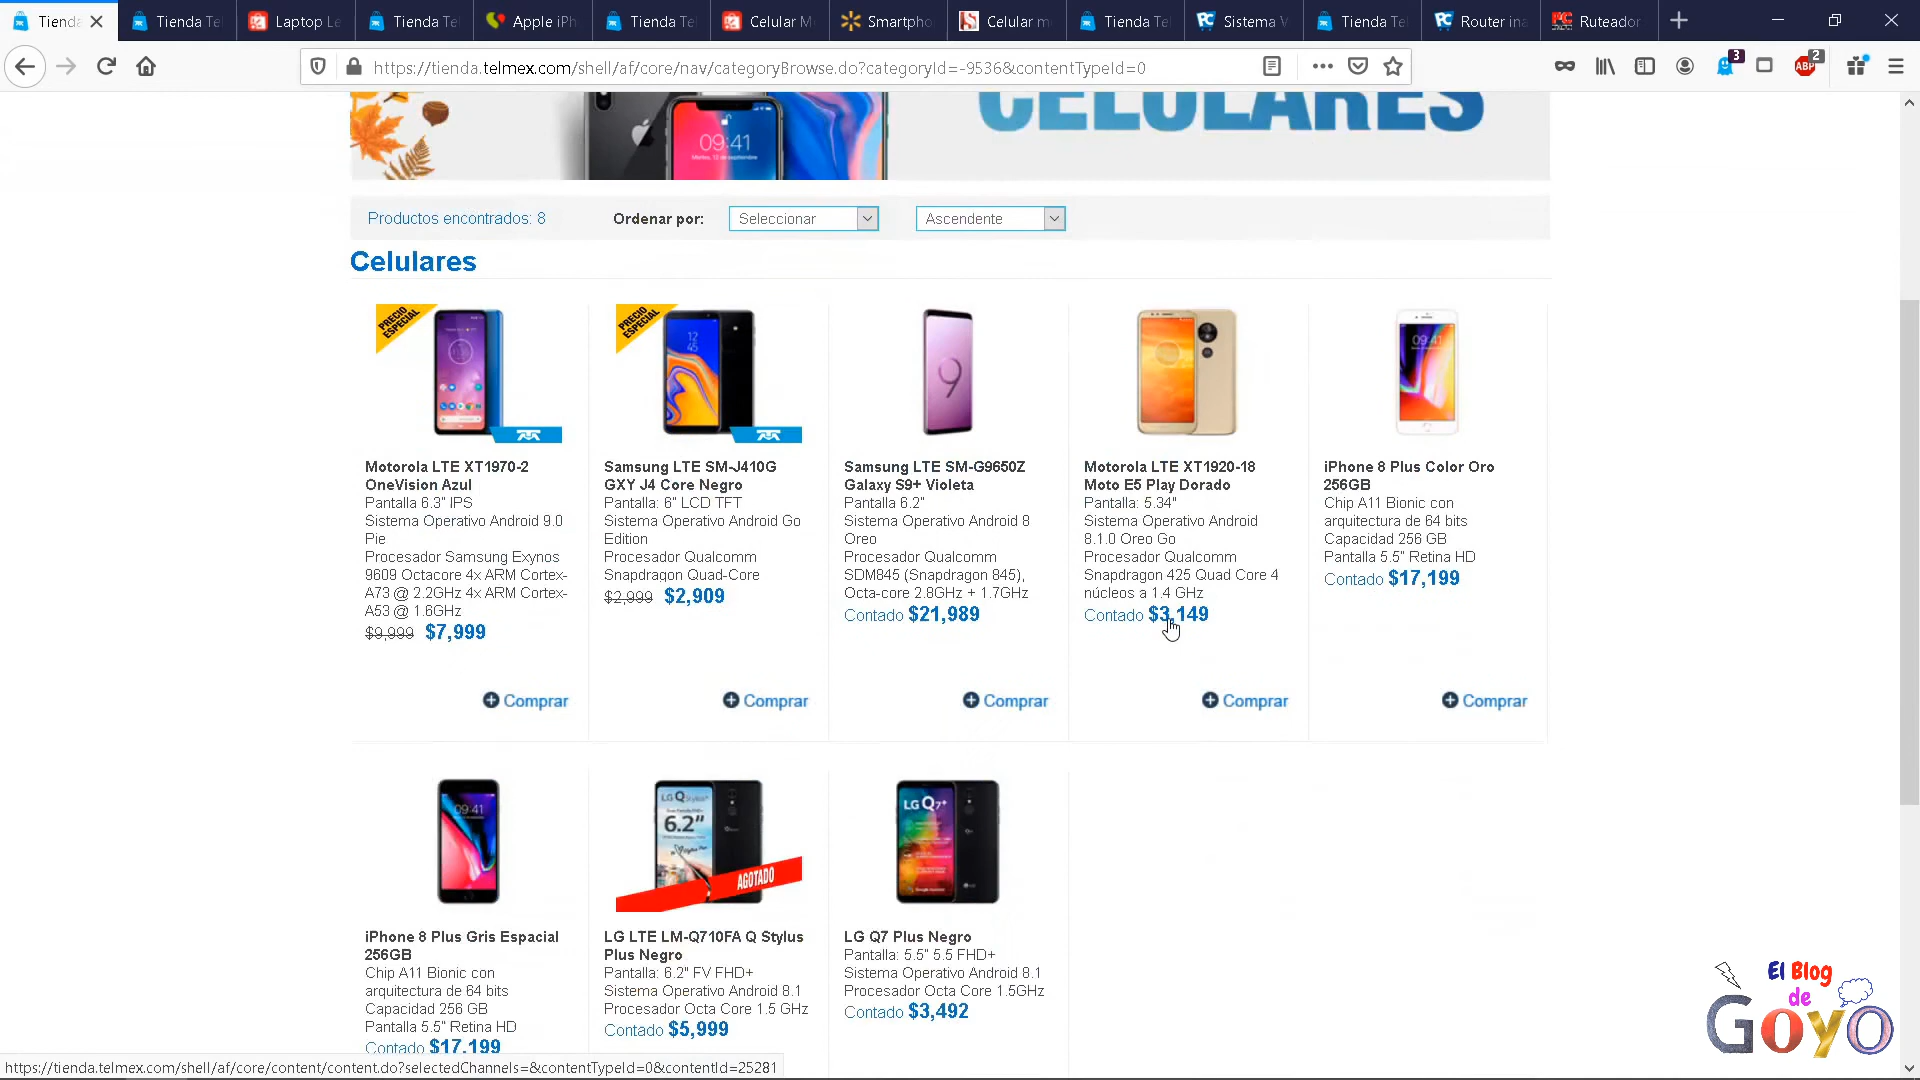 Tienda
Tienda Te
Laptop Le
Tienda Te
Apple iPh
Tienda Te
Celular M
Smartpho
Celular m
Tienda Te
Sistema V
Tienda Te
Router ina
Ruteador
https://tienda.telmex.com/shell/af/core/nav/categoryBrowse.do?categoryId=-9536&contentTypeId=0
3
ABP
2
CELULARES
09:41
Productos encontrados: 8
Ordenar por:
Seleccionar
Ascendente
Celulares
PRECIO ESPECIAL
PRECIO ESPECIAL
Motorola LTE XT1970-2
OneVision Azul
Pantalla 6.3" IPS
Sistema Operativo Android 9.0
Pie
Procesador Samsung Exynos
9609 Octacore 4x ARM Cortex-
A73 @ 2.2GHz 4x ARM Cortex-
A53 @ 1.6GHz
$9,999 $7,999
Comprar
Samsung LTE SM-J410G
GXY J4 Core Negro
Pantalla: 6" LCD TFT
Sistema Operativo Android Go
Edition
Procesador Qualcomm
Snapdragon Quad-Core
$2,999 $2,909
Comprar
Samsung LTE SM-G9650Z
Galaxy S9+ Violeta
Pantalla 6.2"
Sistema Operativo Android 8
Oreo
Procesador Qualcomm
SDM845 (Snapdragon 845),
Octa-core 2.8GHz + 1.7GHz
Contado $21,989
Comprar
Motorola LTE XT1920-18
Moto E5 Play Dorado
Pantalla: 5.34"
Sistema Operativo Android
8.1.0 Oreo Go
Procesador Qualcomm
Snapdragon 425 Quad Core 4
núcleos a 1.4 GHz
Contado $3,149
Comprar
iPhone 8 Plus Color Oro
256GB
Chip A11 Bionic con
arquitectura de 64 bits
Capacidad 256 GB
Pantalla 5.5" Retina HD
Contado $17,199
Comprar
09:41
iPhone 8 Plus Gris Espacial
256GB
Chip A11 Bionic con
arquitectura de 64 bits
Capacidad 256 GB
Pantalla 5.5" Retina HD
Contado $17,199
LG Q Stylus+
6.2"
AGOTADO
LG LTE LM-Q710FA Q Stylus
Plus Negro
Pantalla: 6.2" FV FHD+
Sistema Operativo Android 8.1
Procesador Octa Core 1.5 GHz
Contado $5,999
LG Q7+
LG Q7 Plus Negro
Pantalla: 5.5" 5.5 FHD+
Sistema Operativo Android 8.1
Procesador Octa Core 1.5GHz
Contado $3,492
El Blog
de
GOYO
https://tienda.telmex.com/shell/af/core/content/content.do?selectedChannels=&contentTypeId=0&contentId=25281